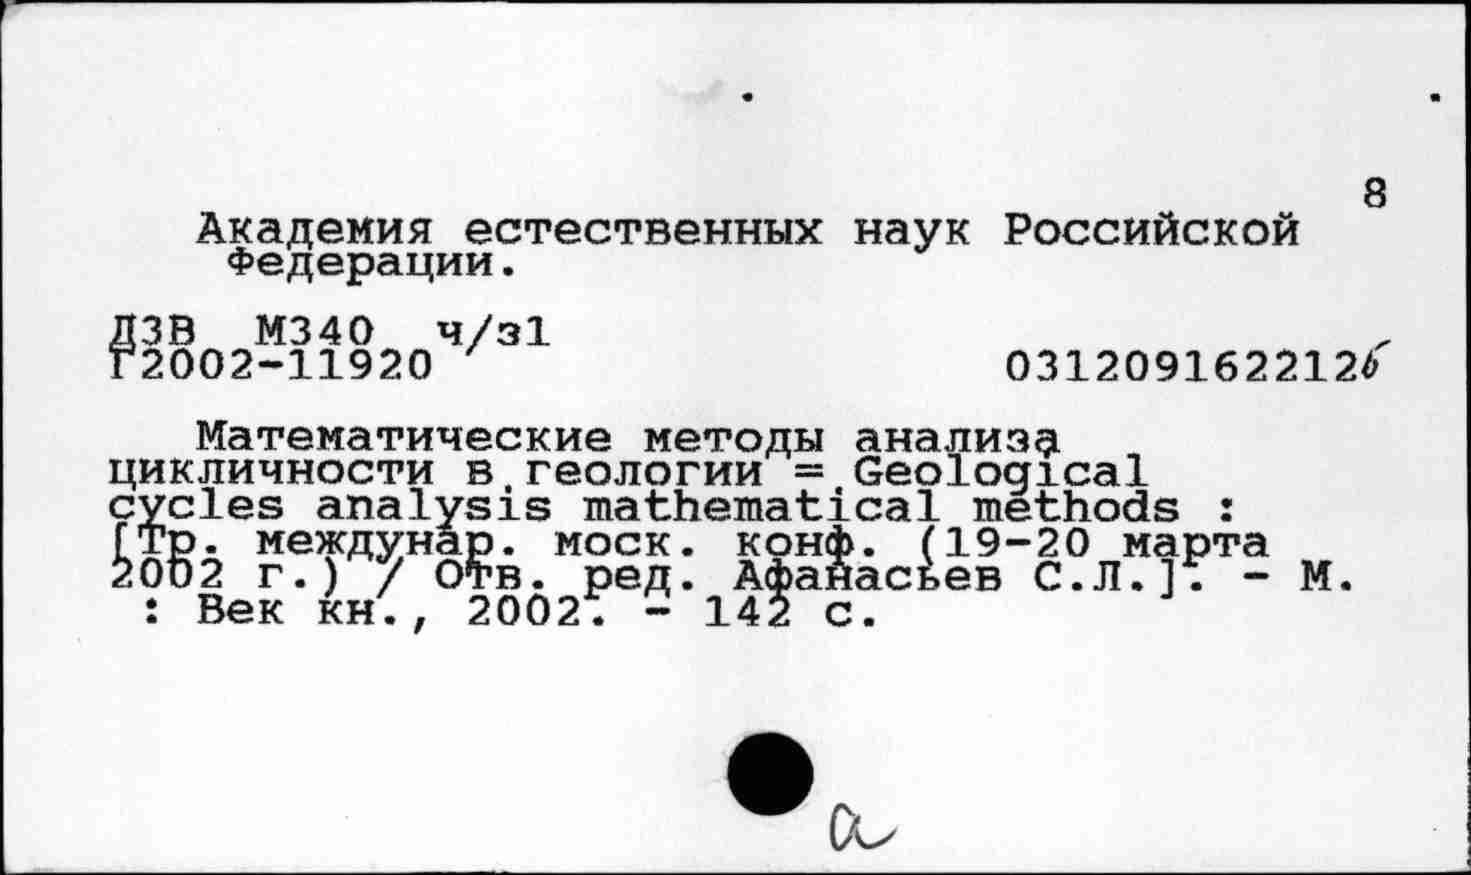 8
Академия естественных наук Российской
Федерации.
ДЗВ М340 ч/з1
Г2002-11920
0312091622126
Математические методы анализа
цикличности в геологии = Geological
cycles analysis mathematical methods :
[Тр. междунар. моск. конф. (19-20 марта
2002 г.) / Отв. ред. Афанасьев С.Л.]. - М.
: Век кн., 2002. - 142 с.
а